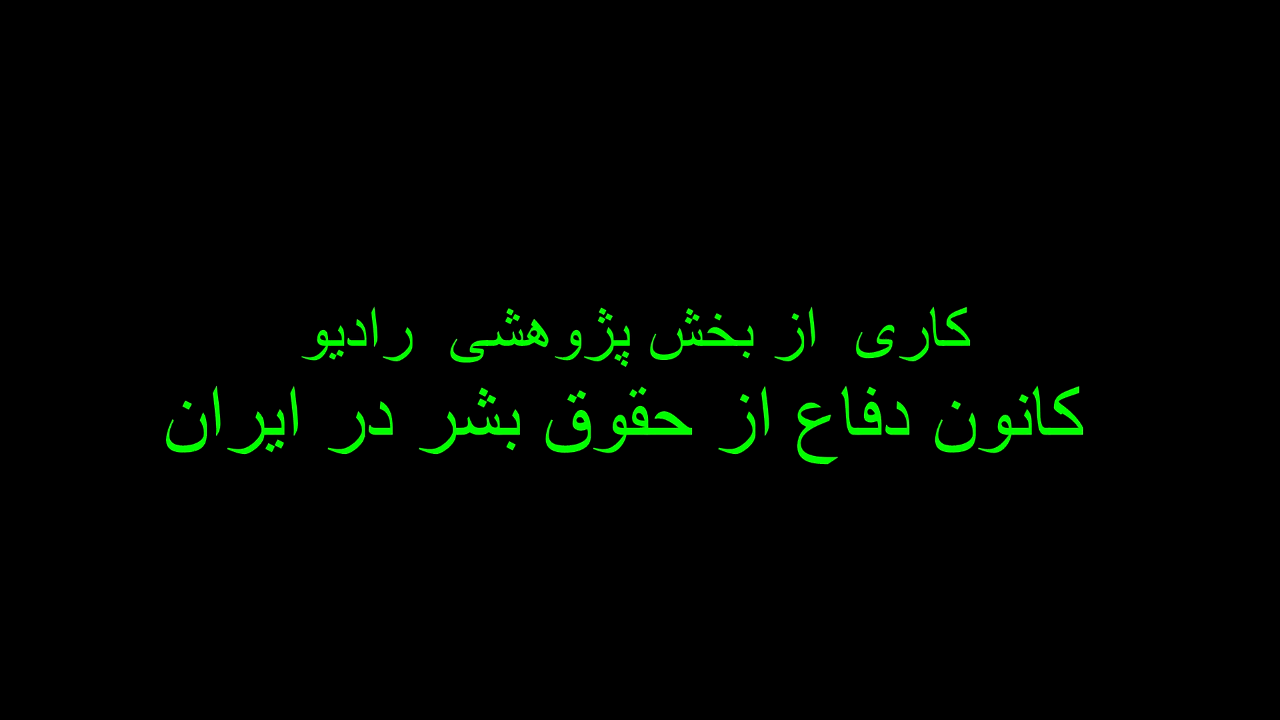 کاری از بخش پژوهشی رادیو
کانون دفاع از حقوق بشر در ایران